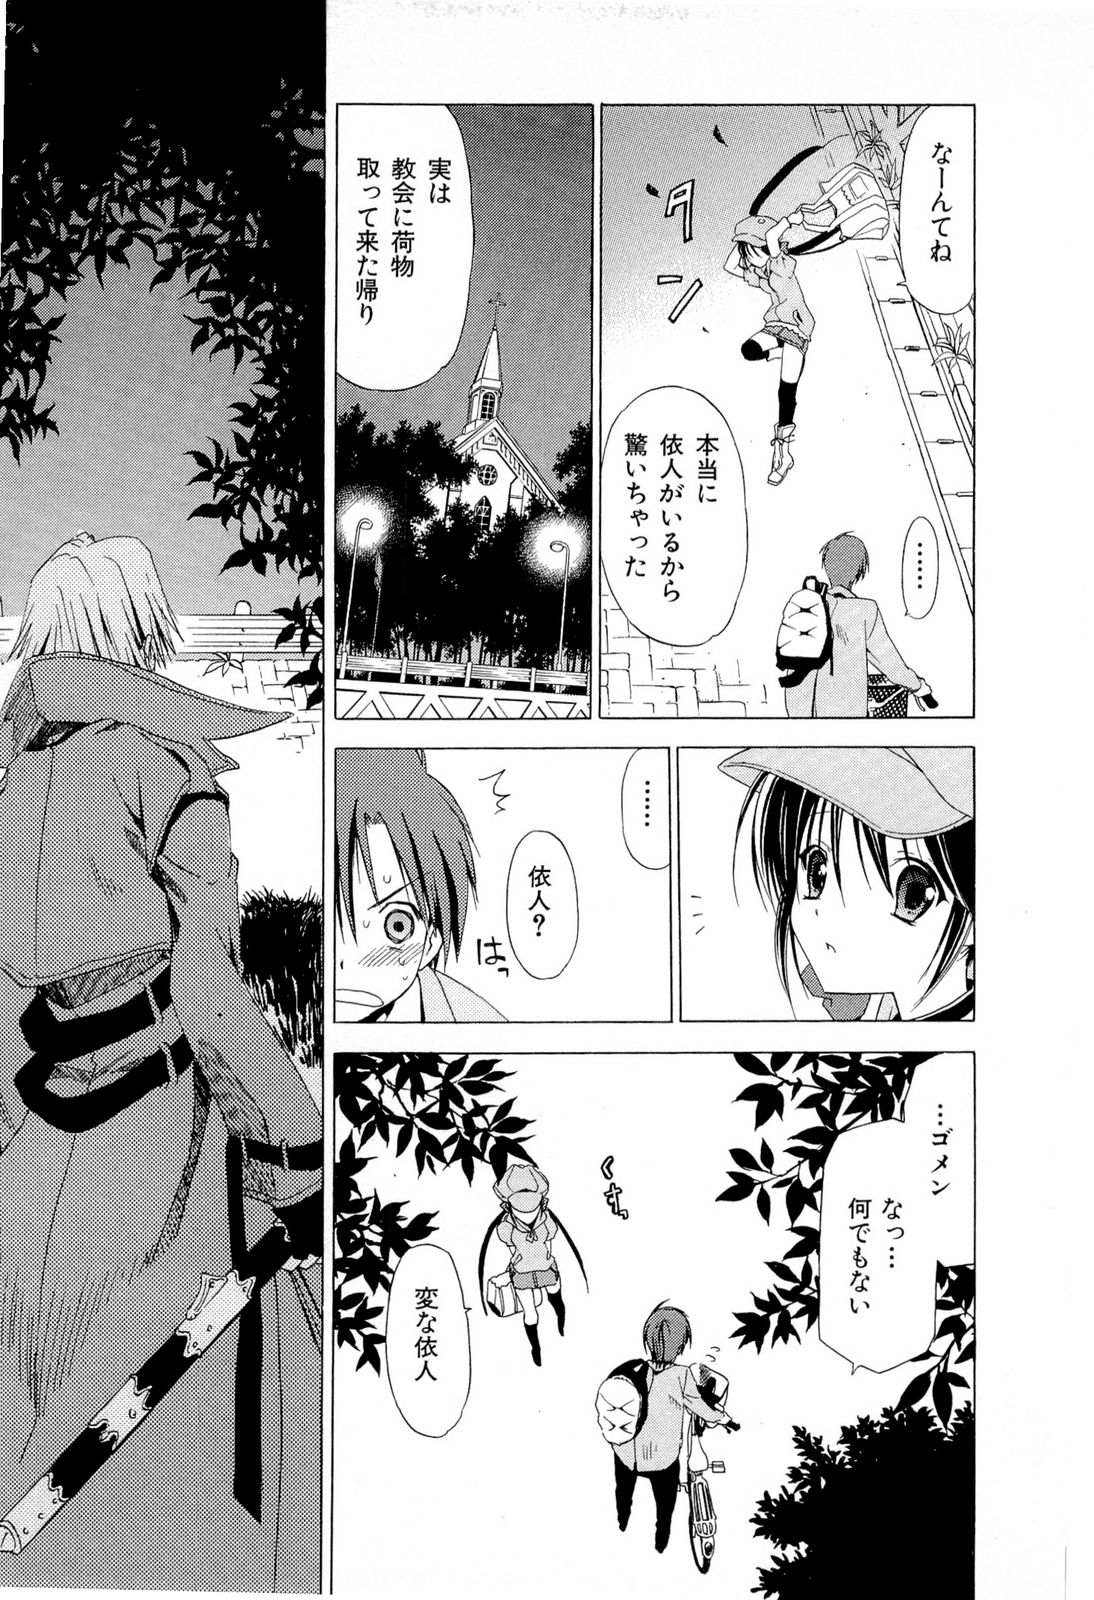 なーんてね
タンッ
本当に
依人がいるから
驚いちゃった
……
実は
教会に荷物
取って来た帰り
……
依人?
はっ
…ゴメン
なっ…
何でもない
くすっ
変な依人